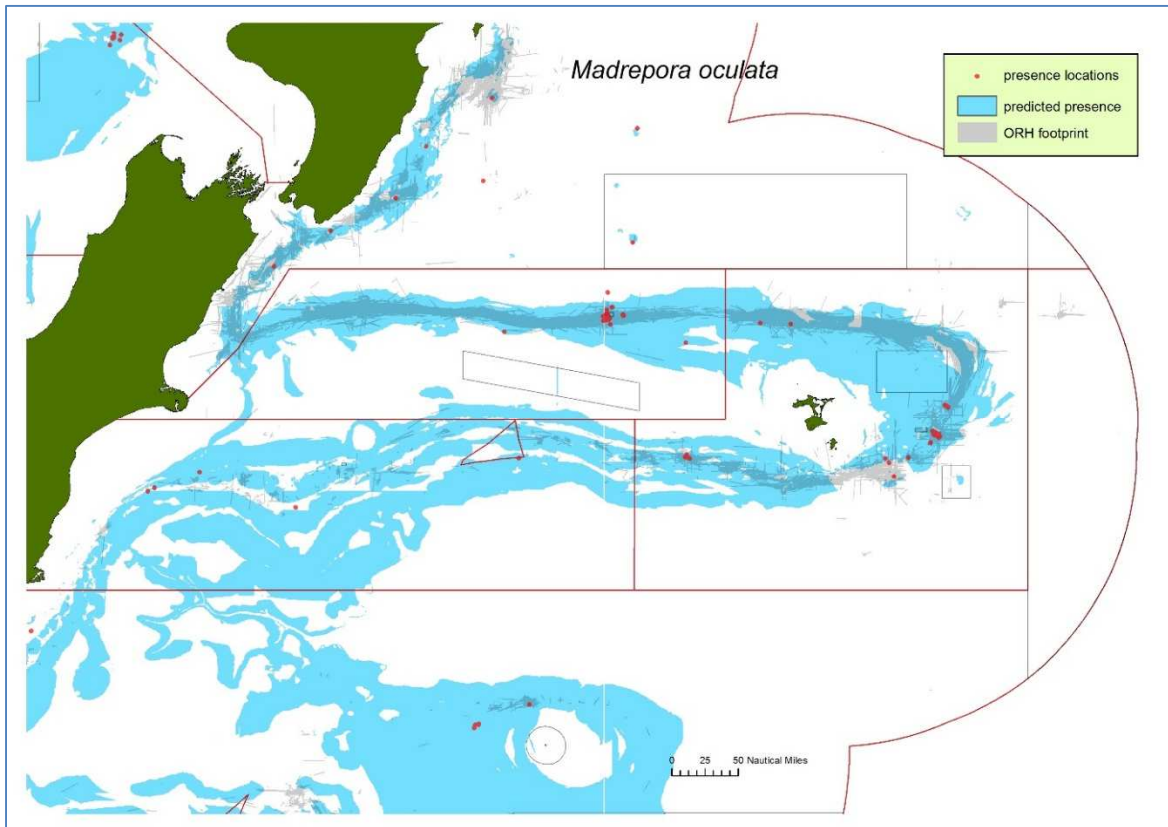 Madrepora oculata
presence locations
predicted presence
ORH footprint
0 25 50 Nautical Miles